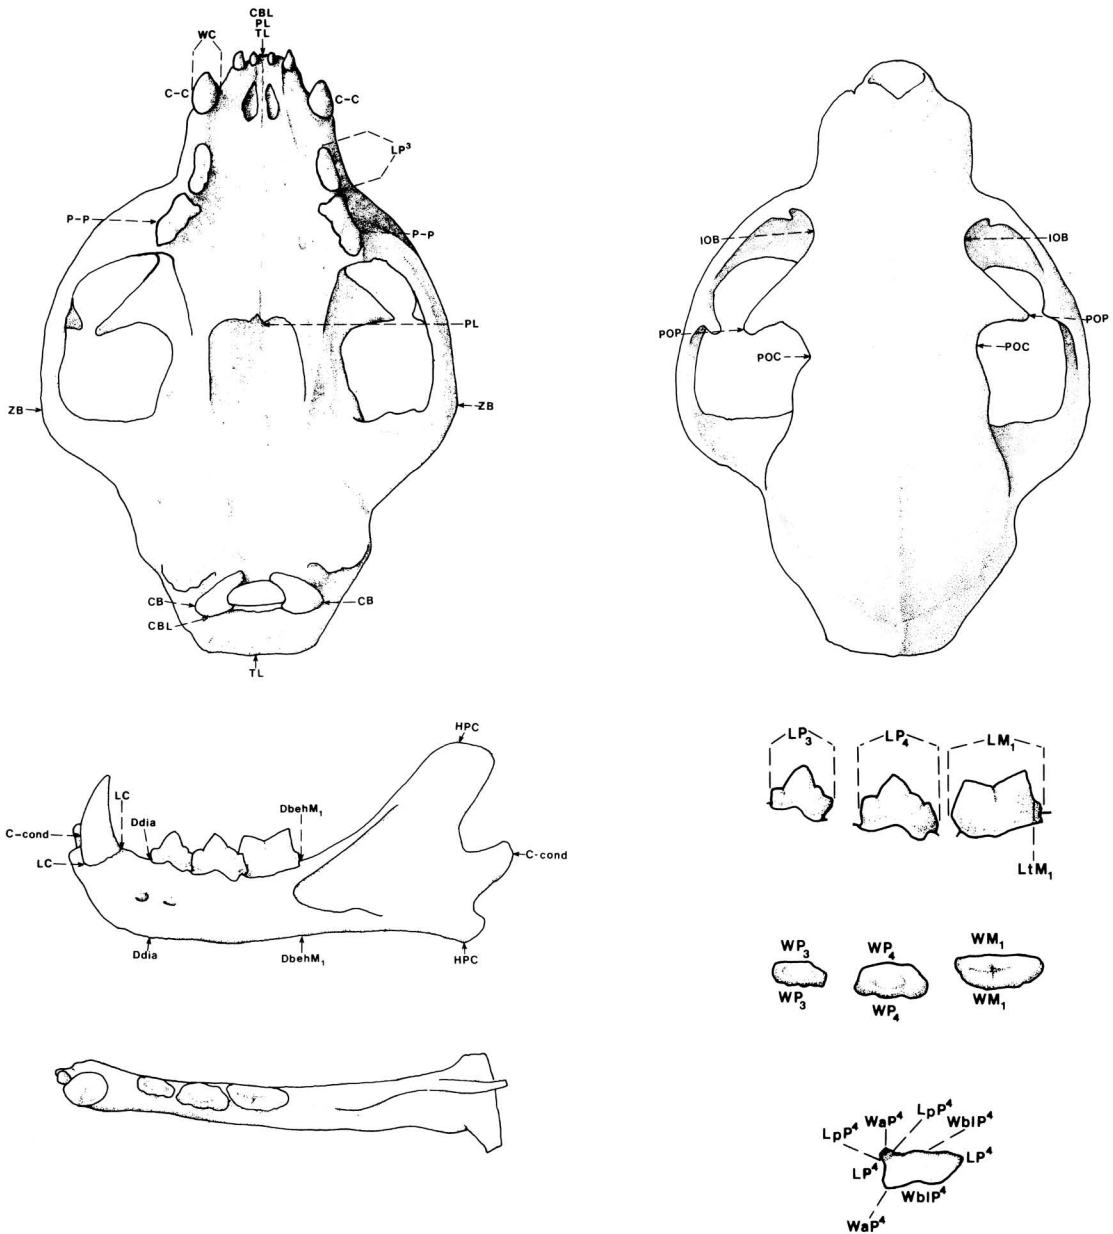 CBL
PL
TL
WC
C-C
C-C
LP³
P-P
P-P
PL
ZB
ZB
CB
CB
CBL
TL
IOB
IOB
POP
POP
POC
POC
HPC
LC
DbehM₁
Ddia
C-cond
C-cond
LC
Ddia
DbehM₁
HPC
LP₃
LP₄
LM₁
LtM₁
WP₃
WP₄
WM₁
WP₃
WP₄
WM₁
LpP⁴
WaP⁴
LpP⁴
WblP⁴
LP⁴
LP⁴
WblP⁴
WaP⁴